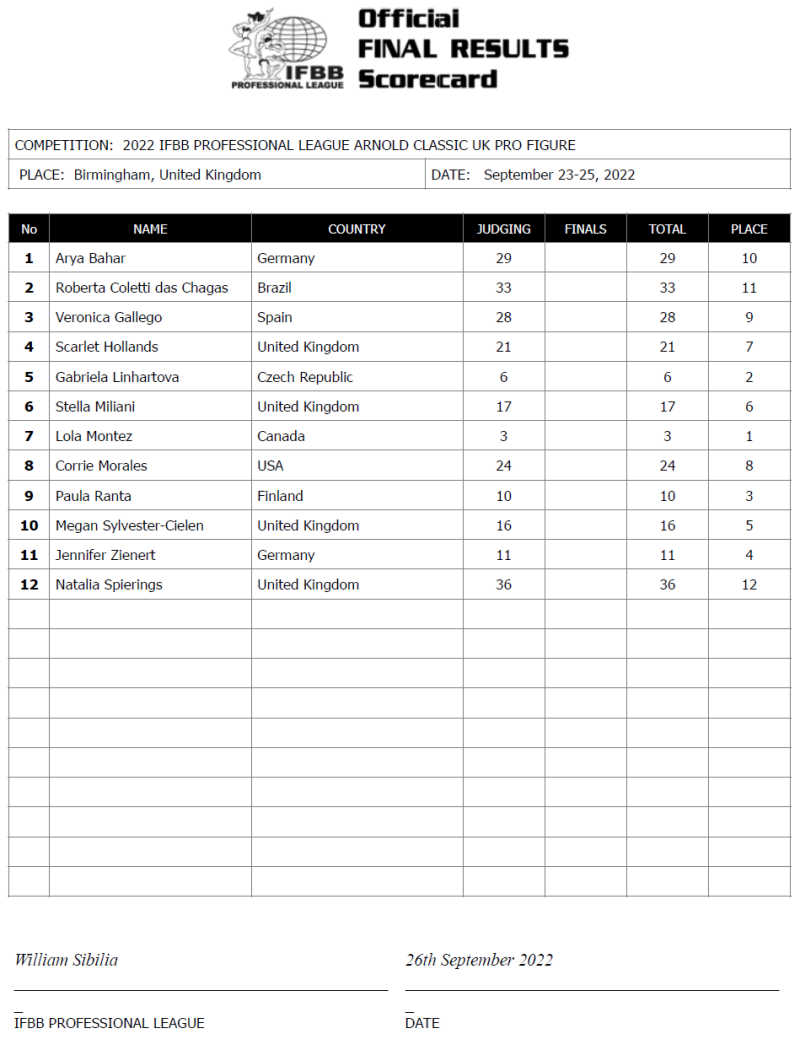 Official
FINAL RESULTS
Scorecard
IFBB
PROFESSIONAL LEAGUE
COMPETITION: 2022 IFBB PROFESSIONAL LEAGUE ARNOLD CLASSIC UK PRO FIGURE
PLACE: Birmingham, United Kingdom DATE: September 23-25, 2022
No NAME COUNTRY JUDGING FINALS TOTAL PLACE
1 Arya Bahar Germany 29 29 10
2 Roberta Coletti das Chagas Brazil 33 33 11
3 Veronica Gallego Spain 28 28 9
4 Scarlet Hollands United Kingdom 21 21 7
5 Gabriela Linhartova Czech Republic 6 6 2
6 Stella Miliani United Kingdom 17 17 6
7 Lola Montez Canada 3 3 1
8 Corrie Morales USA 24 24 8
9 Paula Ranta Finland 10 10 3
10 Megan Sylvester-Cielen United Kingdom 16 16 5
11 Jennifer Zienert Germany 11 11 4
12 Natalia Spierings United Kingdom 36 36 12
William Sibilia 26th September 2022
IFBB PROFESSIONAL LEAGUE DATE